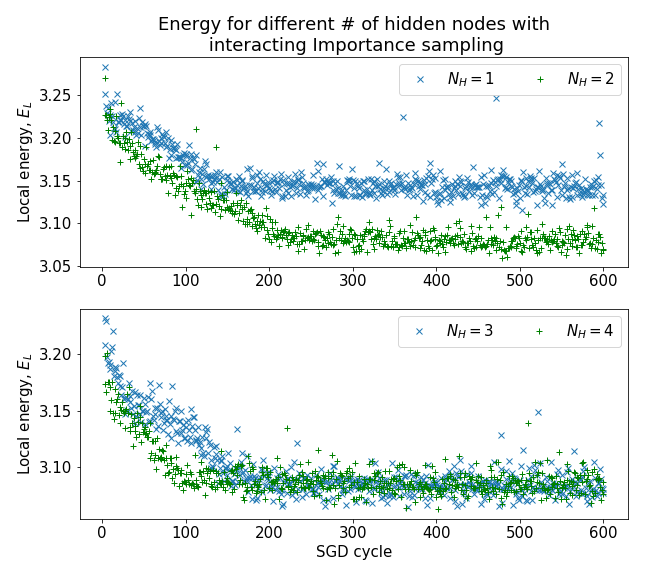 Energy for different # of hidden nodes with
interacting Importance sampling
Local energy, $E_L$
3.25
3.20
3.15
3.10
3.05
$N_H = 1$ $N_H = 2$
0 100 200 300 400 500 600
Local energy, $E_L$
3.20
3.15
3.10
$N_H = 3$ $N_H = 4$
0 100 200 300 400 500 600
SGD cycle